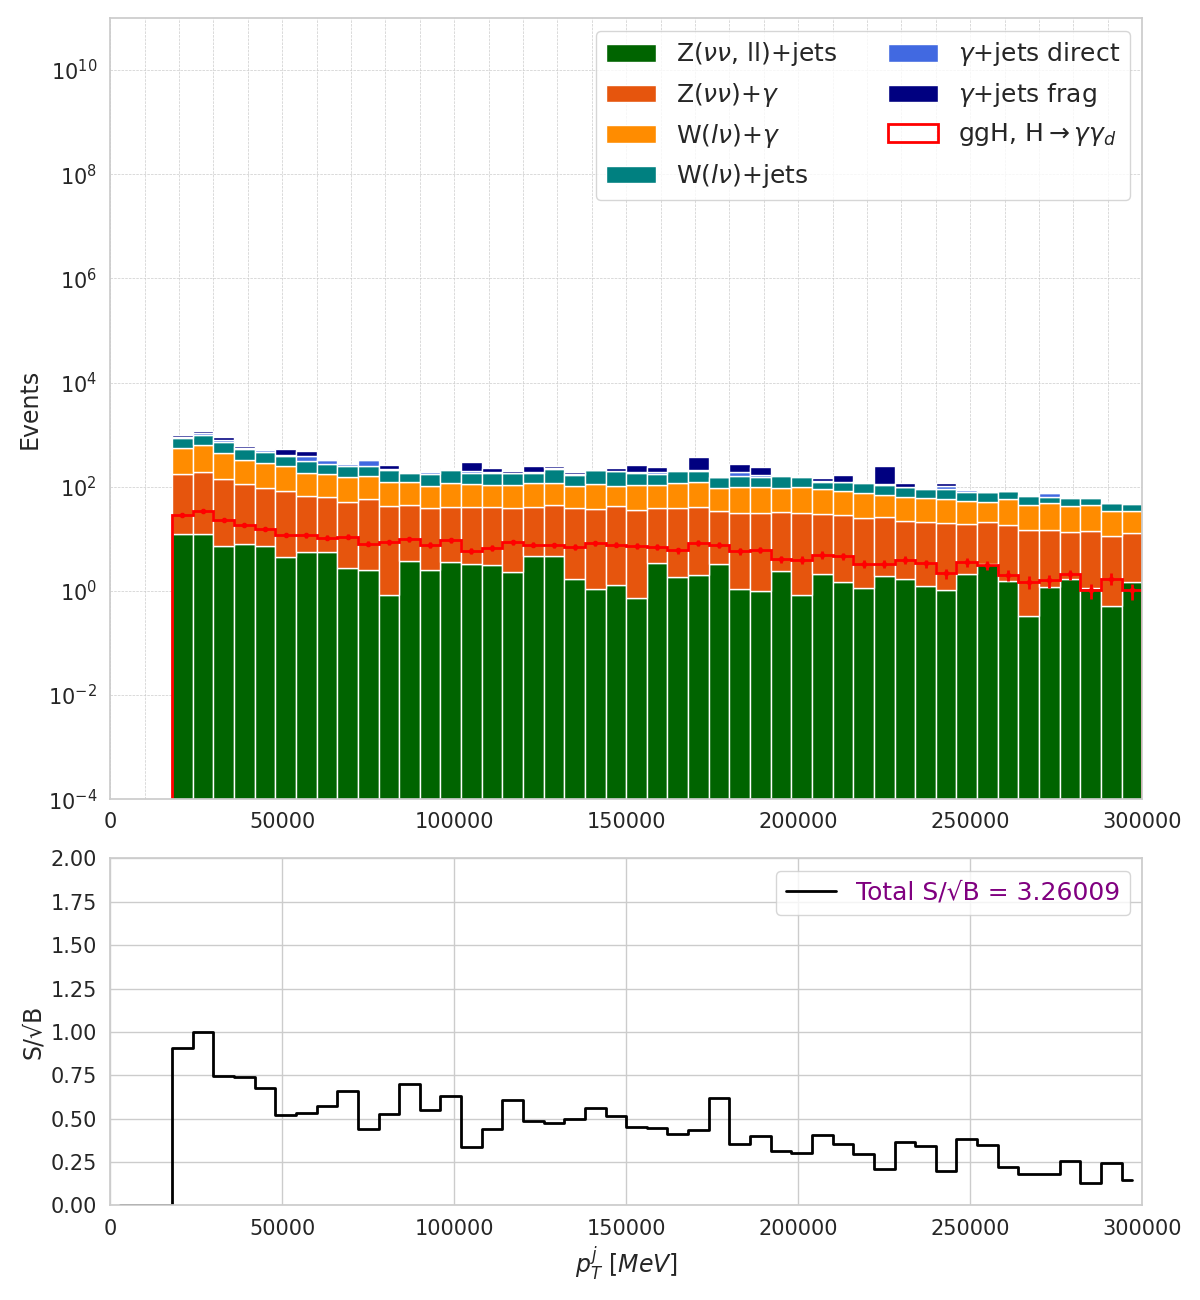 Z(νν, ll)+jets
Z(νν)+γ
W(lν)+γ
W(lν)+jets
γ+jets direct
γ+jets frag
ggH, H→γγ_d
Events
10^10
10^8
10^6
10^4
10^2
10^0
10^−2
10^−4
0 50000 100000 150000 200000 250000 300000
Total S/√B = 3.26009
S/√B
2.00
1.75
1.50
1.25
1.00
0.75
0.50
0.25
0.00
0 50000 100000 150000 200000 250000 300000
p_T^j [MeV]